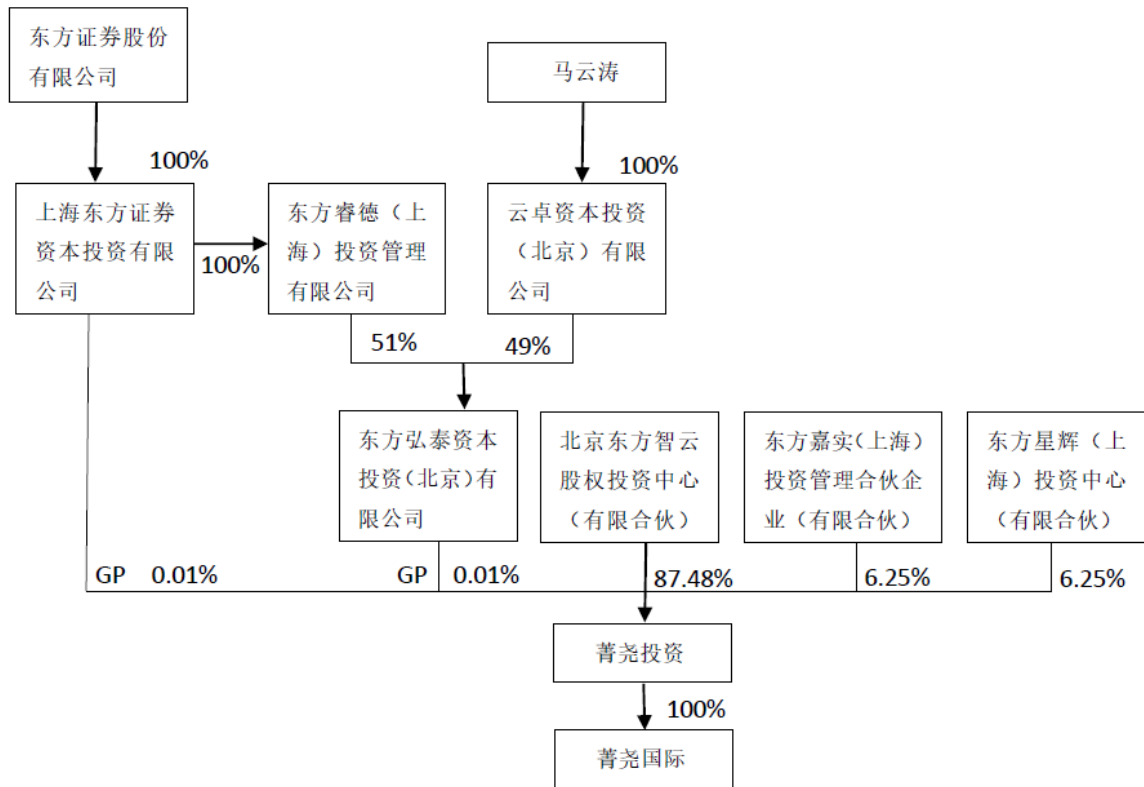 东方证券股份
有限公司
马云涛
100%
100%
上海东方证券
资本投资有限
公司
100%
东方睿德（上
海）投资管理
有限公司
云卓资本投资
（北京）有限
公司
51%
49%
东方弘泰资本
投资(北京)有
限公司
北京东方智云
股权投资中心
（有限合伙）
东方嘉实(上海)
投资管理合伙企
业（有限合伙）
东方星辉（上
海）投资中心
（有限合伙）
GP 0.01%
GP 0.01%
87.48%
6.25%
6.25%
菁尧投资
100%
菁尧国际